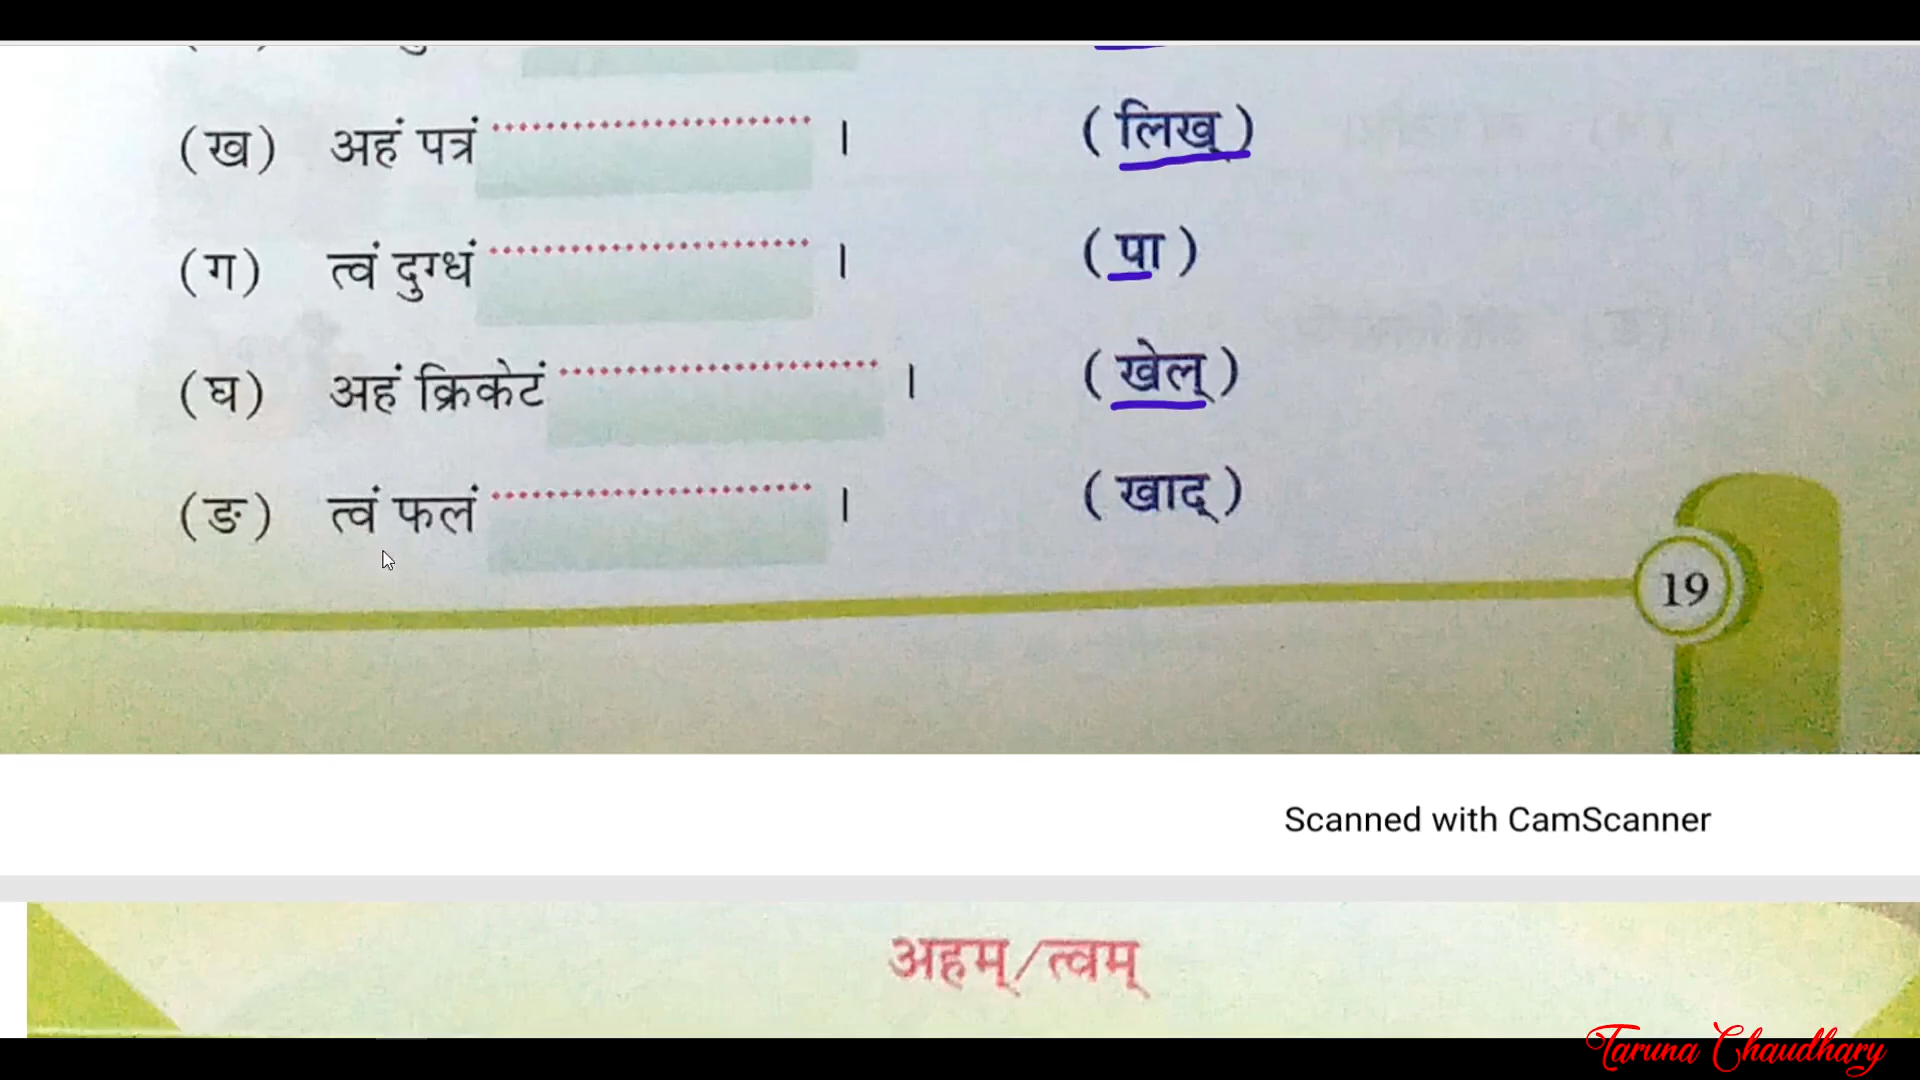 (ख) अहं पत्रं ........................ । (लिख्)
(ग) त्वं दुग्धं ........................ । (पा)
(घ) अहं क्रिकेटं ........................ । (खेल्)
(ङ) त्वं फलं ........................ । (खाद्)
19
Scanned with CamScanner
अहम्/त्वम्
Taruna Chaudhary